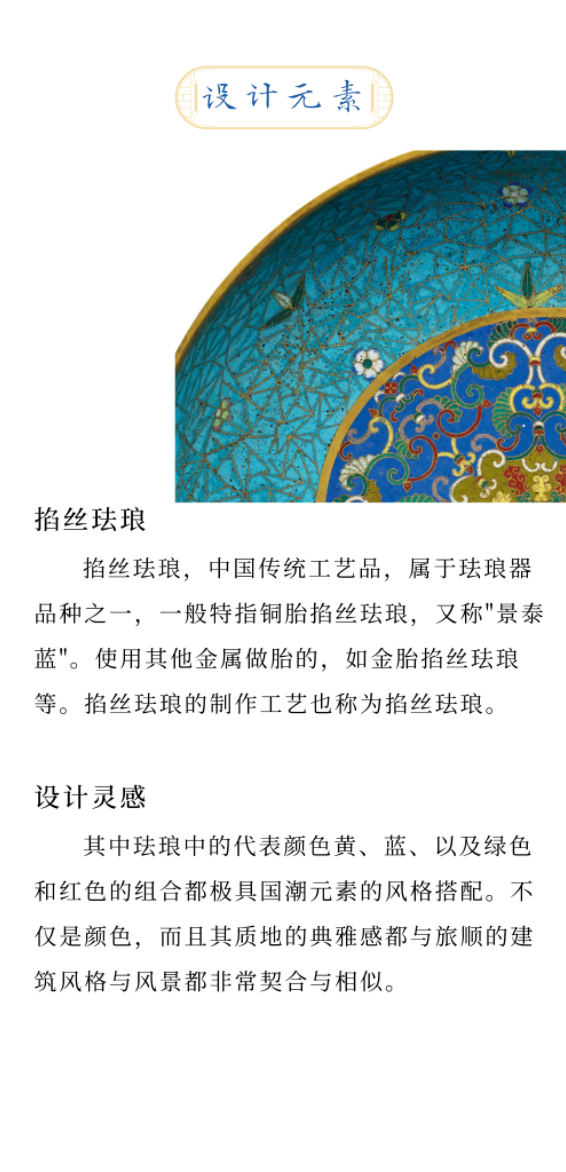 设计元素
掐丝珐琅
掐丝珐琅，中国传统工艺品，属于珐琅器
品种之一，一般特指铜胎掐丝珐琅，又称"景泰
蓝"。使用其他金属做胎的，如金胎掐丝珐琅
等。掐丝珐琅的制作工艺也称为掐丝珐琅。
设计灵感
其中珐琅中的代表颜色黄、蓝、以及绿色
和红色的组合都极具国潮元素的风格搭配。不
仅是颜色，而且其质地的典雅感都与旅顺的建
筑风格与风景都非常契合与相似。